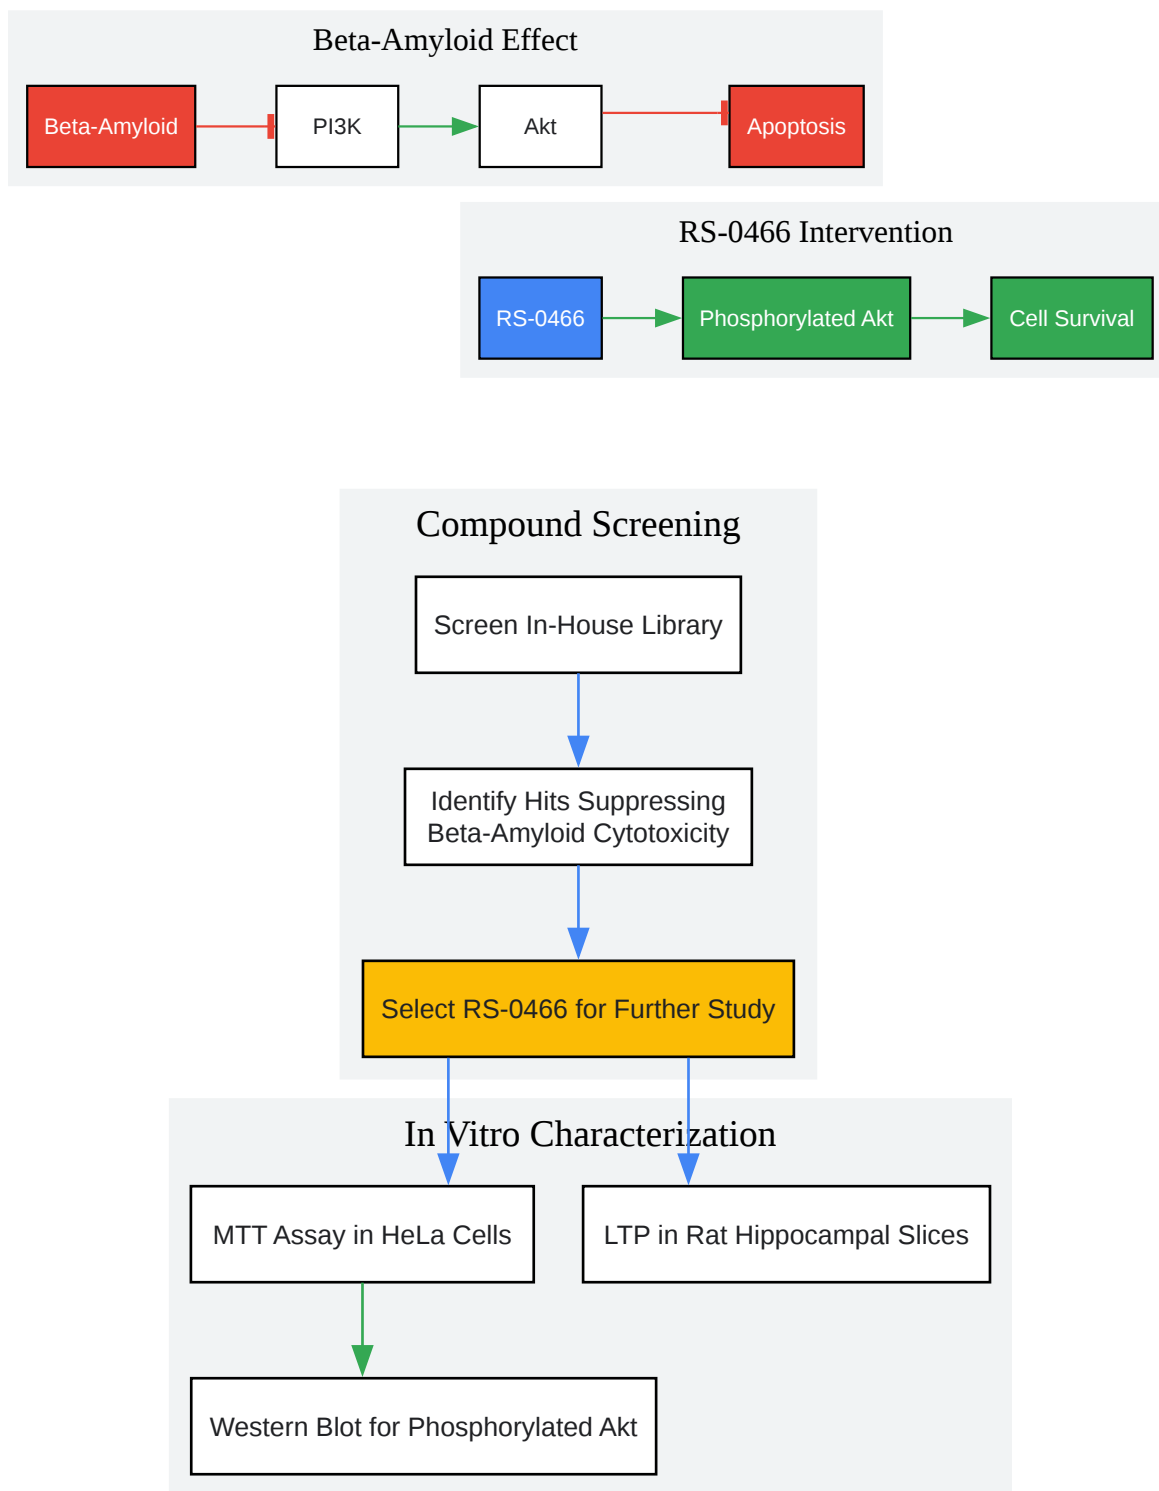 Beta-Amyloid Effect
Beta-Amyloid
PI3K
Akt
Apoptosis
RS-0466 Intervention
RS-0466
Phosphorylated Akt
Cell Survival
Compound Screening
Screen In-House Library
Identify Hits Suppressing
Beta-Amyloid Cytotoxicity
Select RS-0466 for Further Study
In Vitro Characterization
MTT Assay in HeLa Cells
LTP in Rat Hippocampal Slices
Western Blot for Phosphorylated Akt